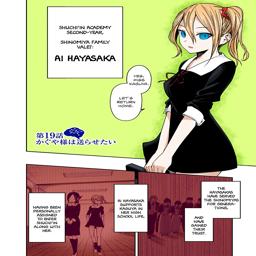 SHUCHI'IN ACADEMY
SECOND-YEAR,
SHINOMIYA FAMILY
VALET:
AI HAYASAKA
YES,
MISS
KAGUYA.
LET'S
RETURN
HOME.
第19話
かぐや様は送らせたい
THE
HAYASAKAS
HAVE SERVED
THE
SHINOMIYAS
FOR GENERA-
TIONS,
AND HAVE
GAINED
THEIR
TRUST.
AI HAYASAKA
SUPPORTS
KAGUYA IN
HER HIGH
SCHOOL LIFE,
HAVING BEEN
PERSONALLY
ASSIGNED
TO ENTER
SHUCHI'IN
ALONG WITH
HER.